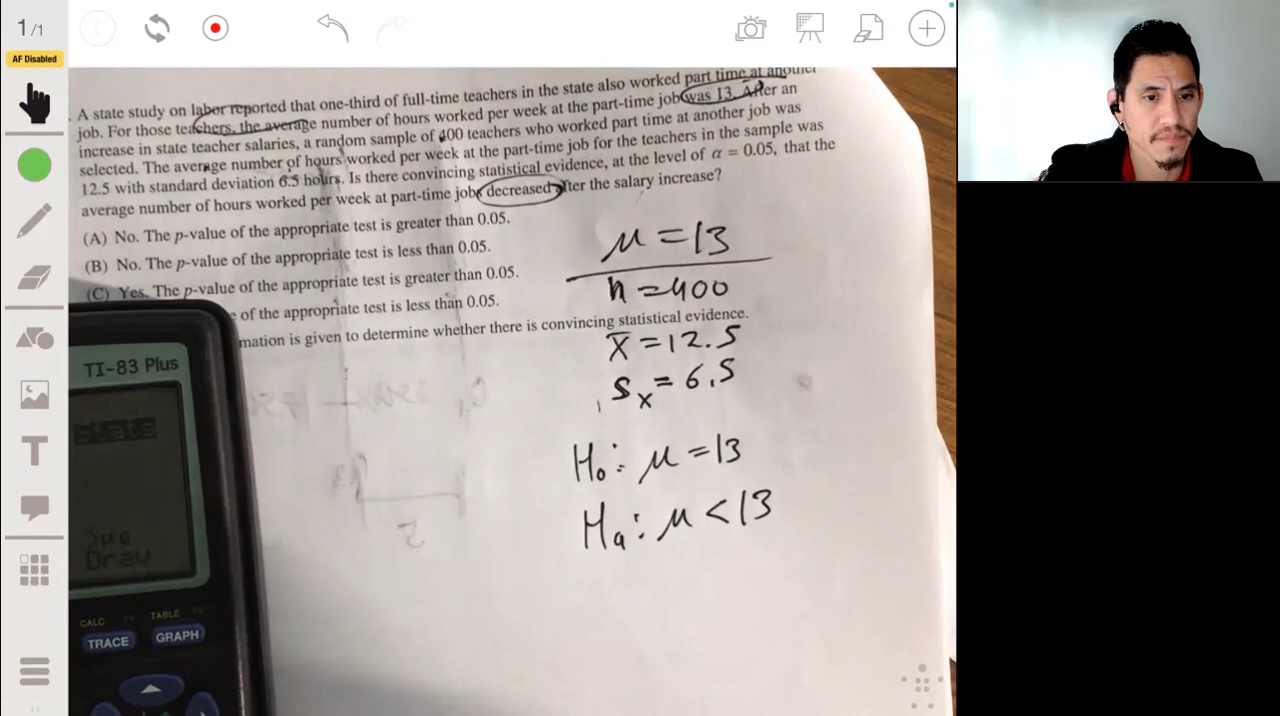 1/1
AF Disabled
A state study on labor reported that one-third of full-time teachers in the state also worked part time at another
job. For those teachers, the average number of hours worked per week at the part-time job was 13. After an
increase in state teacher salaries, a random sample of 400 teachers who worked part time at another job was
selected. The average number of hours worked per week at the part-time job for the teachers in the sample was
12.5 with standard deviation 6.5 hours. Is there convincing statistical evidence, at the level of α = 0.05, that the
average number of hours worked per week at part-time jobs decreased after the salary increase?
(A) No. The p-value of the appropriate test is greater than 0.05.
(B) No. The p-value of the appropriate test is less than 0.05.
(C) Yes. The p-value of the appropriate test is greater than 0.05.
e of the appropriate test is less than 0.05.
mation is given to determine whether there is convincing statistical evidence.
μ = 13
n = 400
x̄ = 12.5
Sx = 6.5
H₀: μ = 13
Hₐ: μ < 13
TI-83 Plus
Stats
>μ0
Draw
CALC
TABLE
TRACE
GRAPH
T